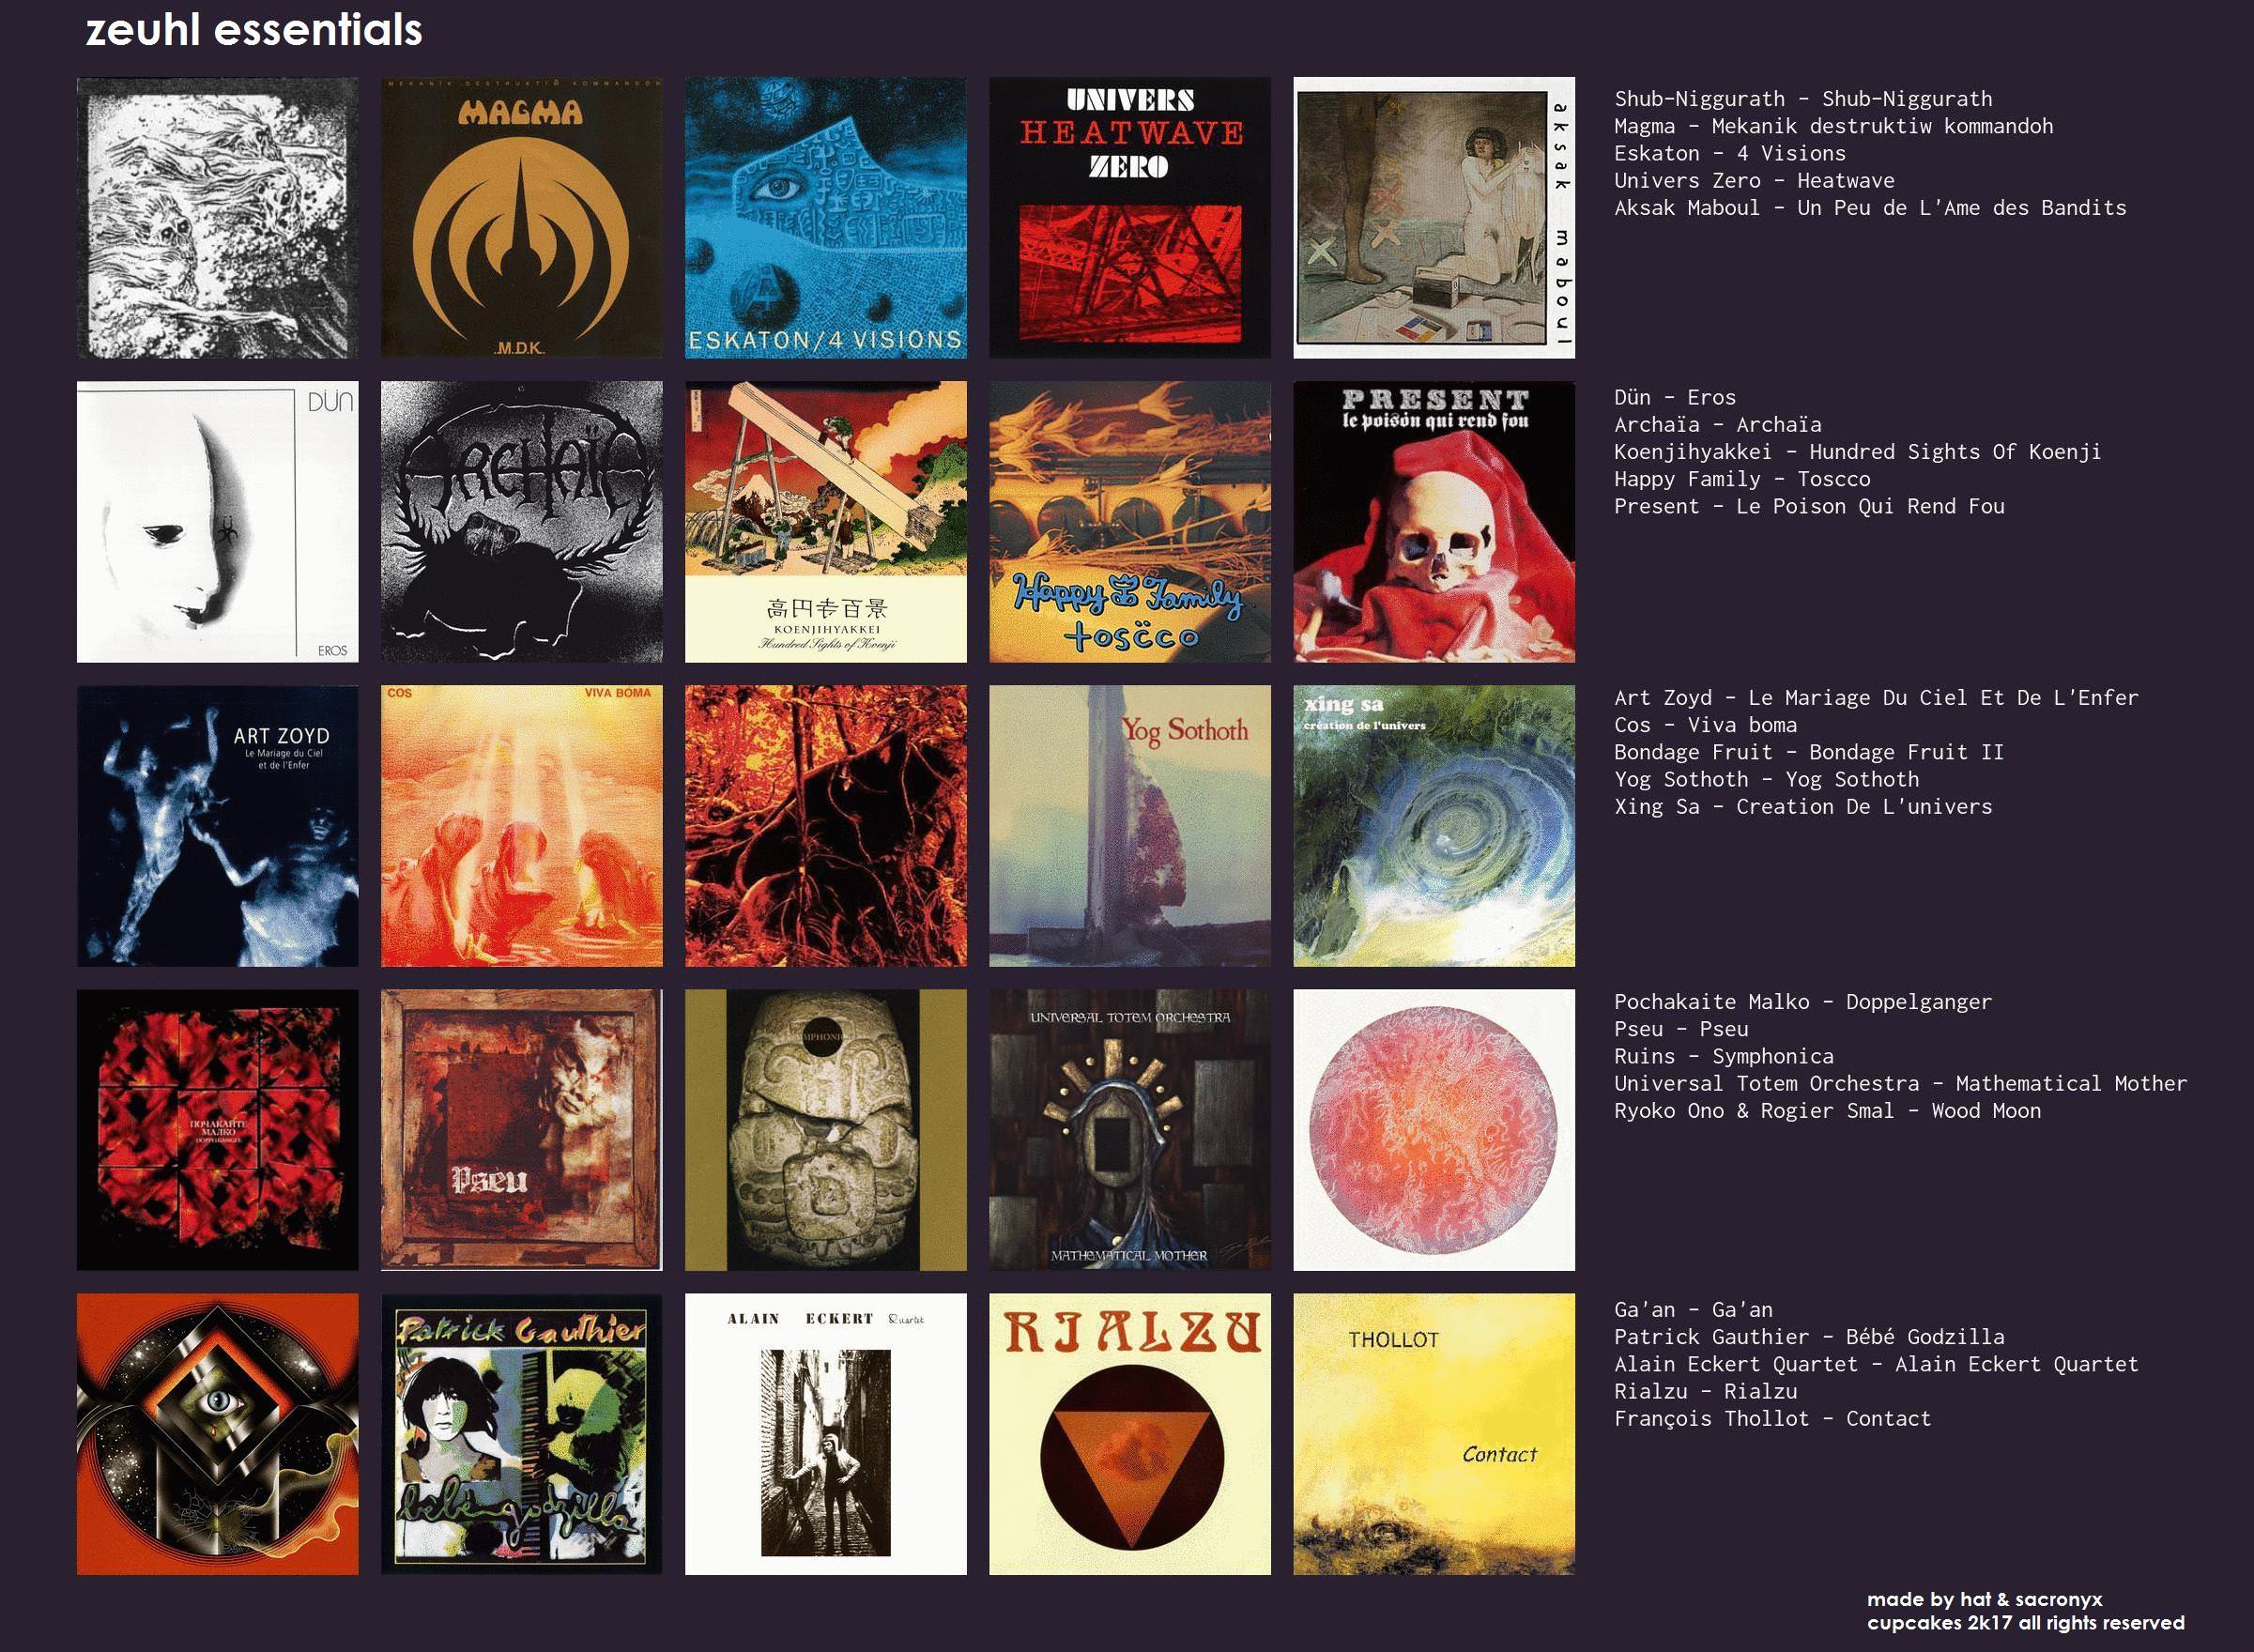 zeuhl essentials
MEKANIK DESTRUKTIẀ KOMMANDÖH
MAGMA
.M.D.K.
ESKATON/4 VISIONS
UNIVERS
HEATWAVE
ZERO
aksak maboul
Shub-Niggurath - Shub-Niggurath
Magma - Mekanik destruktiw kommandoh
Eskaton - 4 Visions
Univers Zero - Heatwave
Aksak Maboul - Un Peu de L'Ame des Bandits
DÜN
EROS
ARCHAÏA
高円寺百景
KOENJIHYAKKEI
Hundred Sights of Koenji
Happy Family
toscco
PRESENT
le poison qui rend fou
Dün - Eros
Archaïa - Archaïa
Koenjihyakkei - Hundred Sights Of Koenji
Happy Family - Toscco
Present - Le Poison Qui Rend Fou
ART ZOYD
Le Mariage du Ciel
et de l'Enfer
COS
VIVA BOMA
Yog Sothoth
xing sa
création de l'univers
Art Zoyd - Le Mariage Du Ciel Et De L'Enfer
Cos - Viva boma
Bondage Fruit - Bondage Fruit II
Yog Sothoth - Yog Sothoth
Xing Sa - Creation De L'univers
ПОЧАКАИТЕ
МАЛКО
DOPPELGANGER
Pseu
UNIVERSAL TOTEM ORCHESTRA
MATHEMATICAL MOTHER
Pochakaite Malko - Doppelganger
Pseu - Pseu
Ruins - Symphonica
Universal Totem Orchestra - Mathematical Mother
Ryoko Ono & Rogier Smal - Wood Moon
Patrick Gauthier
bébé godzilla
ALAIN ECKERT Quartet
RIALZU
THOLLOT
Contact
Ga'an - Ga'an
Patrick Gauthier - Bébé Godzilla
Alain Eckert Quartet - Alain Eckert Quartet
Rialzu - Rialzu
François Thollot - Contact
made by hat & sacronyx
cupcakes 2k17 all rights reserved